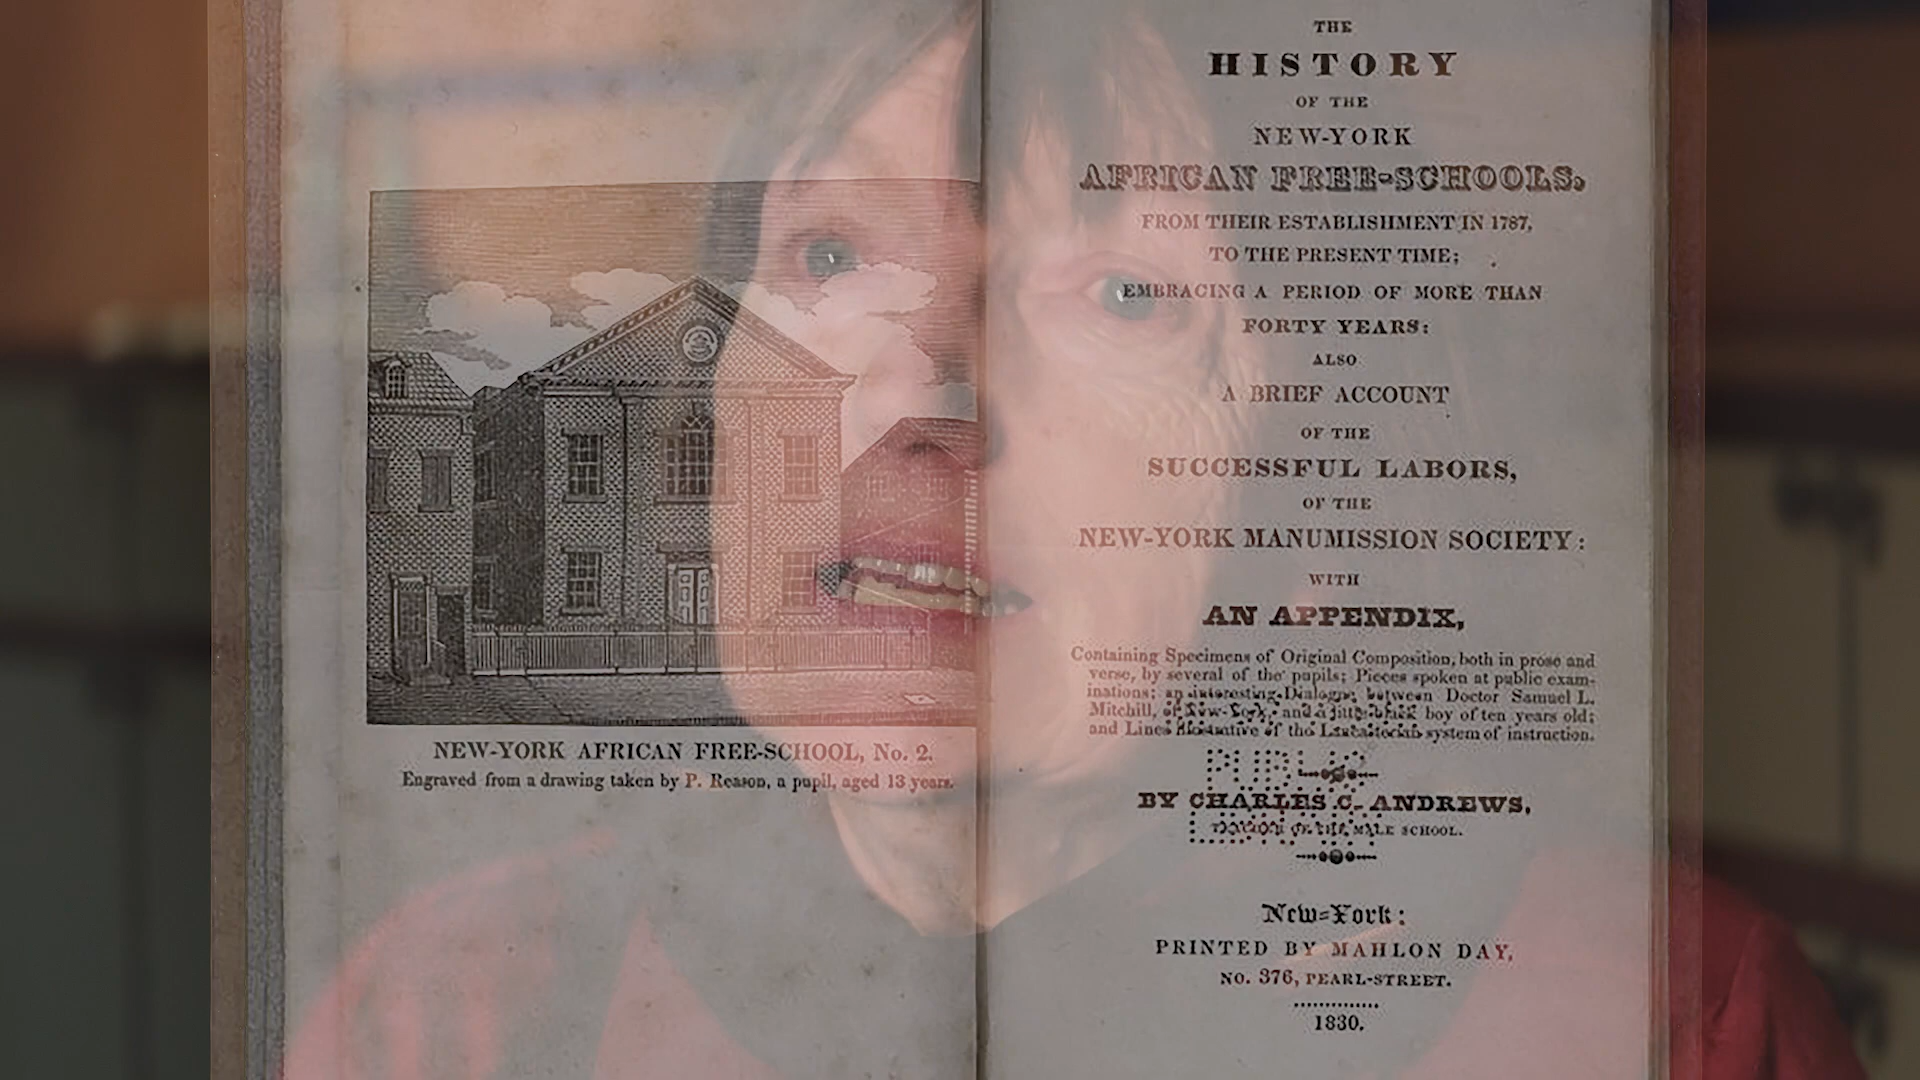 NEW-YORK AFRICAN FREE-SCHOOL, No. 2.
Engraved from a drawing taken by P. Reason, a pupil, aged 13 years.
THE
HISTORY
OF THE
NEW-YORK
AFRICAN FREE-SCHOOLS,
FROM THEIR ESTABLISHMENT IN 1787,
TO THE PRESENT TIME;
EMBRACING A PERIOD OF MORE THAN
FORTY YEARS:
ALSO
A BRIEF ACCOUNT
OF THE
SUCCESSFUL LABORS,
OF THE
NEW-YORK MANUMISSION SOCIETY:
WITH
AN APPENDIX,
Containing Specimens of Original Composition, both in prose and
verse, by several of the pupils; Pieces spoken at public exam-
inations; an interesting Dialogue between Doctor Samuel L.
Mitchill, of New-York, and a little black boy of ten years old;
and Lines illustrative of the Lancasterian system of instruction.
PUBLIC
BY CHARLES C. ANDREWS,
TEACHER OF THE MALE SCHOOL.
New-York:
PRINTED BY MAHLON DAY,
NO. 376, PEARL-STREET.
1830.